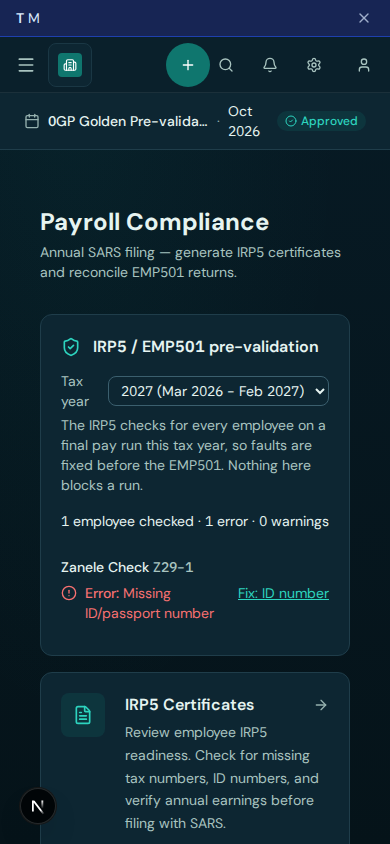 T M
0GP Golden Pre-valida... · Oct 2026 Approved
Payroll Compliance
Annual SARS filing — generate IRP5 certificates
and reconcile EMP501 returns.
IRP5 / EMP501 pre-validation
Tax year 2027 (Mar 2026 - Feb 2027)
The IRP5 checks for every employee on a
final pay run this tax year, so faults are
fixed before the EMP501. Nothing here
blocks a run.
1 employee checked · 1 error · 0 warnings
Zanele Check Z29-1
Error: Missing
ID/passport number
Fix: ID number
IRP5 Certificates
Review employee IRP5
readiness. Check for missing
tax numbers, ID numbers, and
verify annual earnings before
filing with SARS.
N